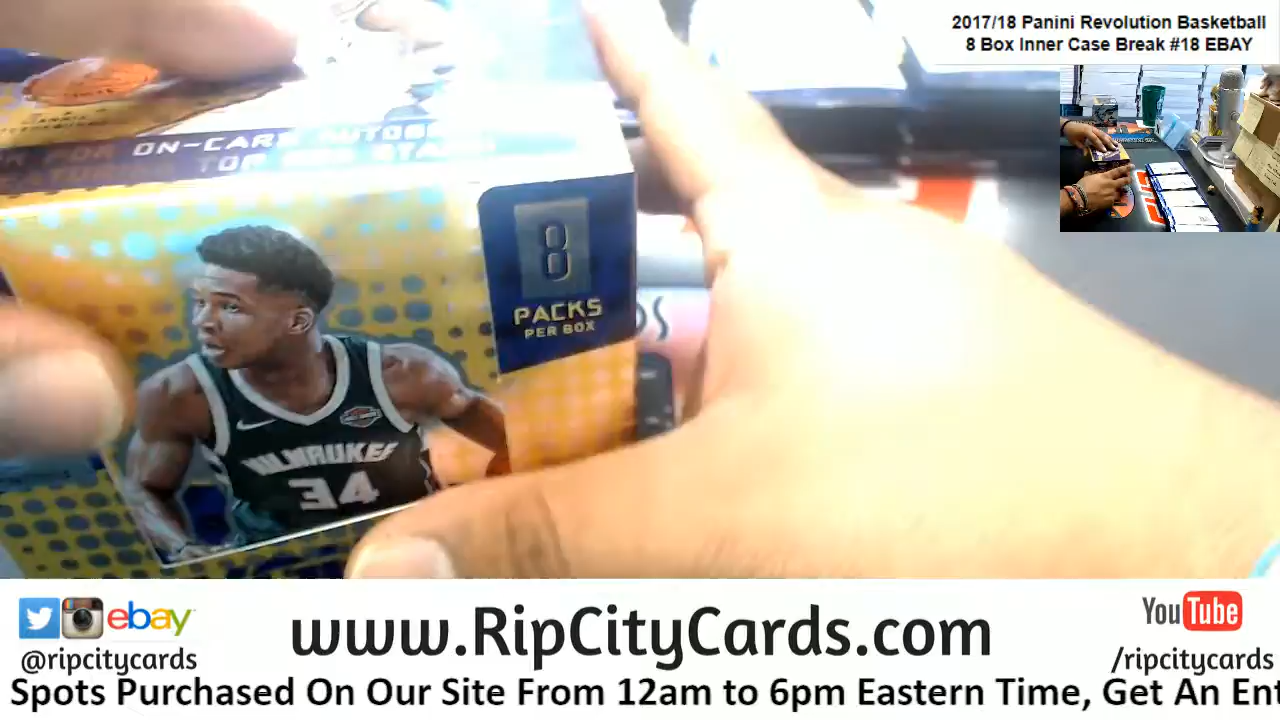 2017/18 Panini Revolution Basketball
8 Box Inner Case Break #18 EBAY
ON-CARD
TOP
8
PACKS
PER BOX
MILWAUKEE
34
ebay
www.RipCityCards.com
YouTube
@ripcitycards
/ripcitycards
Spots Purchased On Our Site From 12am to 6pm Eastern Time, Get An